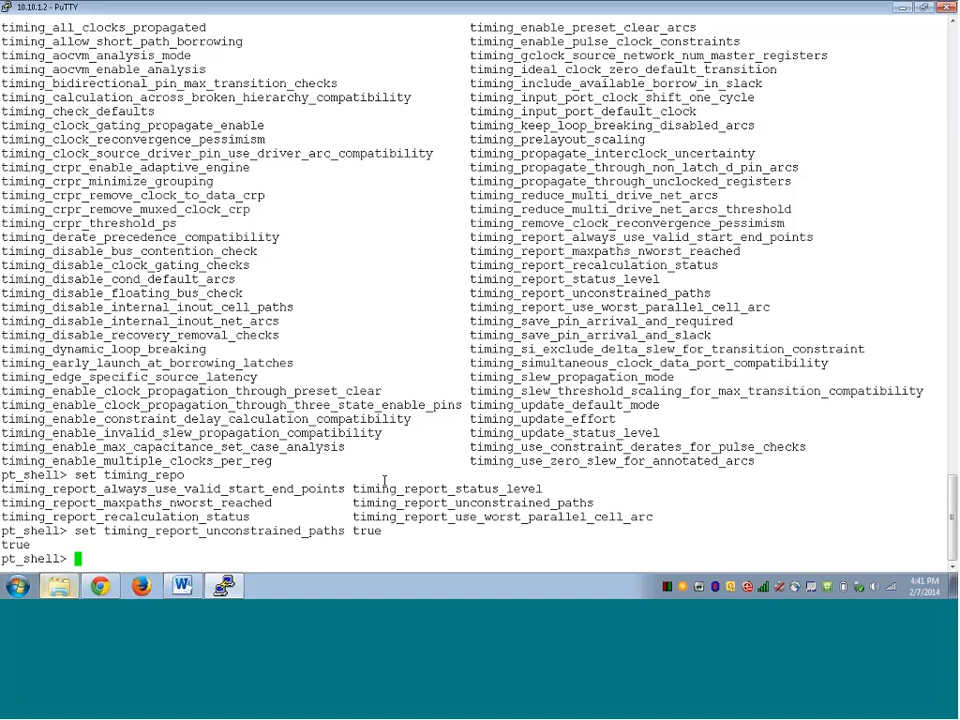 10.10.1.2 - PuTTY
timing_all_clocks_propagated timing_enable_preset_clear_arcs
timing_allow_short_path_borrowing timing_enable_pulse_clock_constraints
timing_aocvm_analysis_mode timing_gclock_source_network_num_master_registers
timing_aocvm_enable_analysis timing_ideal_clock_zero_default_transition
timing_bidirectional_pin_max_transition_checks timing_include_available_borrow_in_slack
timing_calculation_across_broken_hierarchy_compatibility timing_input_port_clock_shift_one_cycle
timing_check_defaults timing_input_port_default_clock
timing_clock_gating_propagate_enable timing_keep_loop_breaking_disabled_arcs
timing_clock_reconvergence_pessimism timing_prelayout_scaling
timing_clock_source_driver_pin_use_driver_arc_compatibility timing_propagate_interclock_uncertainty
timing_crpr_enable_adaptive_engine timing_propagate_through_non_latch_d_pin_arcs
timing_crpr_minimize_grouping timing_propagate_through_unclocked_registers
timing_crpr_remove_clock_to_data_crp timing_reduce_multi_drive_net_arcs
timing_crpr_remove_muxed_clock_crp timing_reduce_multi_drive_net_arcs_threshold
timing_crpr_threshold_ps timing_remove_clock_reconvergence_pessimism
timing_derate_precedence_compatibility timing_report_always_use_valid_start_end_points
timing_disable_bus_contention_check timing_report_maxpaths_nworst_reached
timing_disable_clock_gating_checks timing_report_recalculation_status
timing_disable_cond_default_arcs timing_report_status_level
timing_disable_floating_bus_check timing_report_unconstrained_paths
timing_disable_internal_inout_cell_paths timing_report_use_worst_parallel_cell_arc
timing_disable_internal_inout_net_arcs timing_save_pin_arrival_and_required
timing_disable_recovery_removal_checks timing_save_pin_arrival_and_slack
timing_dynamic_loop_breaking timing_si_exclude_delta_slew_for_transition_constraint
timing_early_launch_at_borrowing_latches timing_simultaneous_clock_data_port_compatibility
timing_edge_specific_source_latency timing_slew_propagation_mode
timing_enable_clock_propagation_through_preset_clear timing_slew_threshold_scaling_for_max_transition_compatibility
timing_enable_clock_propagation_through_three_state_enable_pins timing_update_default_mode
timing_enable_constraint_delay_calculation_compatibility timing_update_effort
timing_enable_invalid_slew_propagation_compatibility timing_update_status_level
timing_enable_max_capacitance_set_case_analysis timing_use_constraint_derates_for_pulse_checks
timing_enable_multiple_clocks_per_reg timing_use_zero_slew_for_annotated_arcs
pt_shell> set timing_repo
timing_report_always_use_valid_start_end_points timing_report_status_level
timing_report_maxpaths_nworst_reached timing_report_unconstrained_paths
timing_report_recalculation_status timing_report_use_worst_parallel_cell_arc
pt_shell> set timing_report_unconstrained_paths true
true
pt_shell>
4:41 PM
2/7/2014